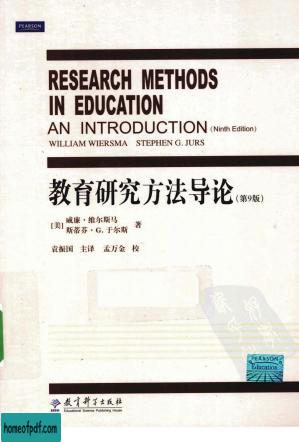 PEARSON
RESEARCH METHODS
IN EDUCATION
AN INTRODUCTION (Ninth Edition)
WILLIAM WIERSMA STEPHEN G. JURS
教育研究方法导论(第9版)
[美] 威廉·维尔斯马
斯蒂芬·G.于尔斯 著
袁振国 主译 孟万金 校
PEARSON
Education
教育科学出版社
Educational Science Publishing House
homeofpdf.com